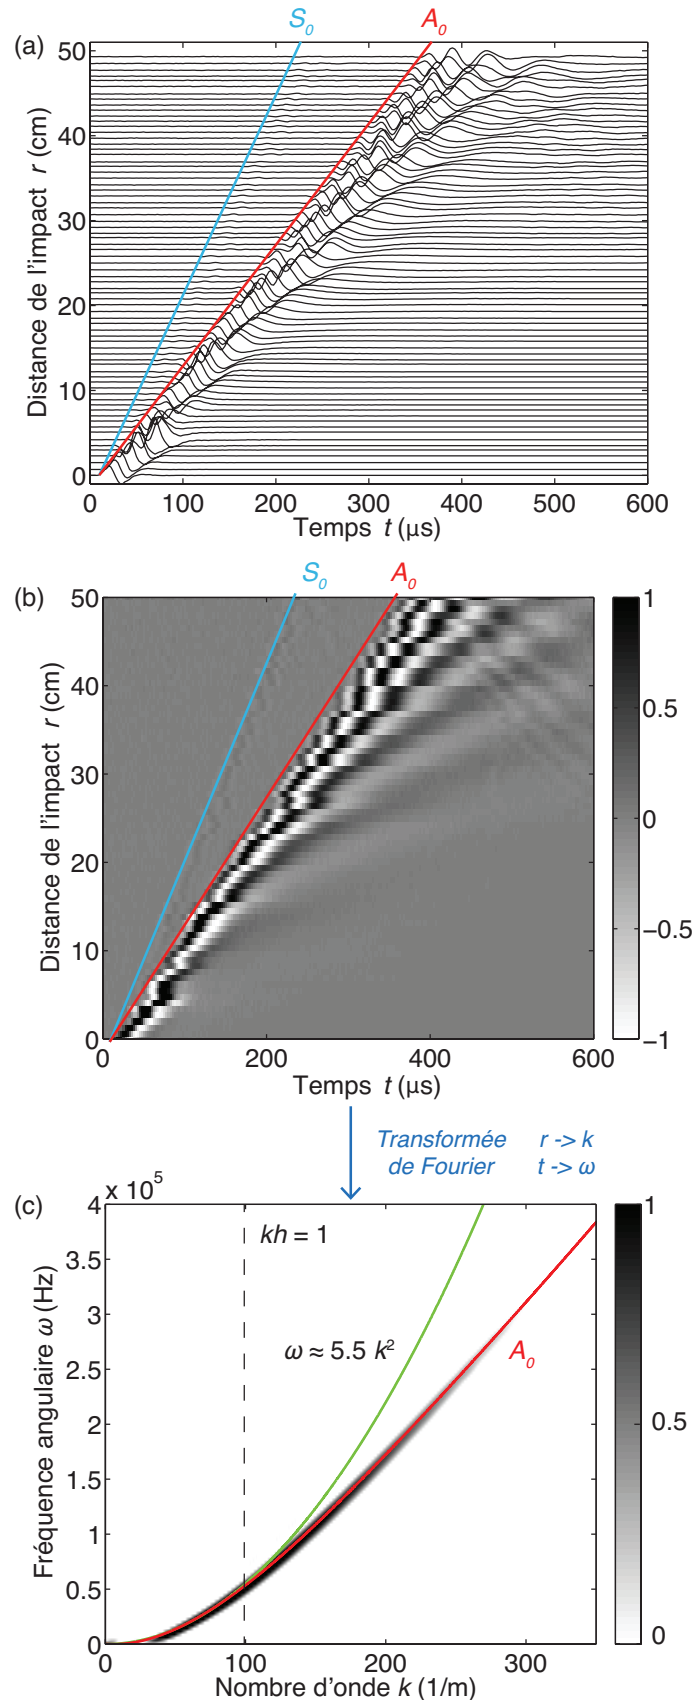 (a)
S₀
A₀
50
40
30
20
10
0
Distance de l'impact r (cm)
0 100 200 300 400 500 600
Temps t (µs)
(b)
S₀
A₀
50
40
30
20
10
0
Distance de l'impact r (cm)
0 200 400 600
Temps t (µs)
1
0.5
0
−0.5
−1
Transformée r -> k
de Fourier t -> ω
(c)
4 x 10⁵
3.5
3
2.5
2
1.5
1
0.5
0
Fréquence angulaire ω (Hz)
kh = 1
ω ≈ 5.5 k²
A₀
0 100 200 300
Nombre d'onde k (1/m)
1
0.5
0